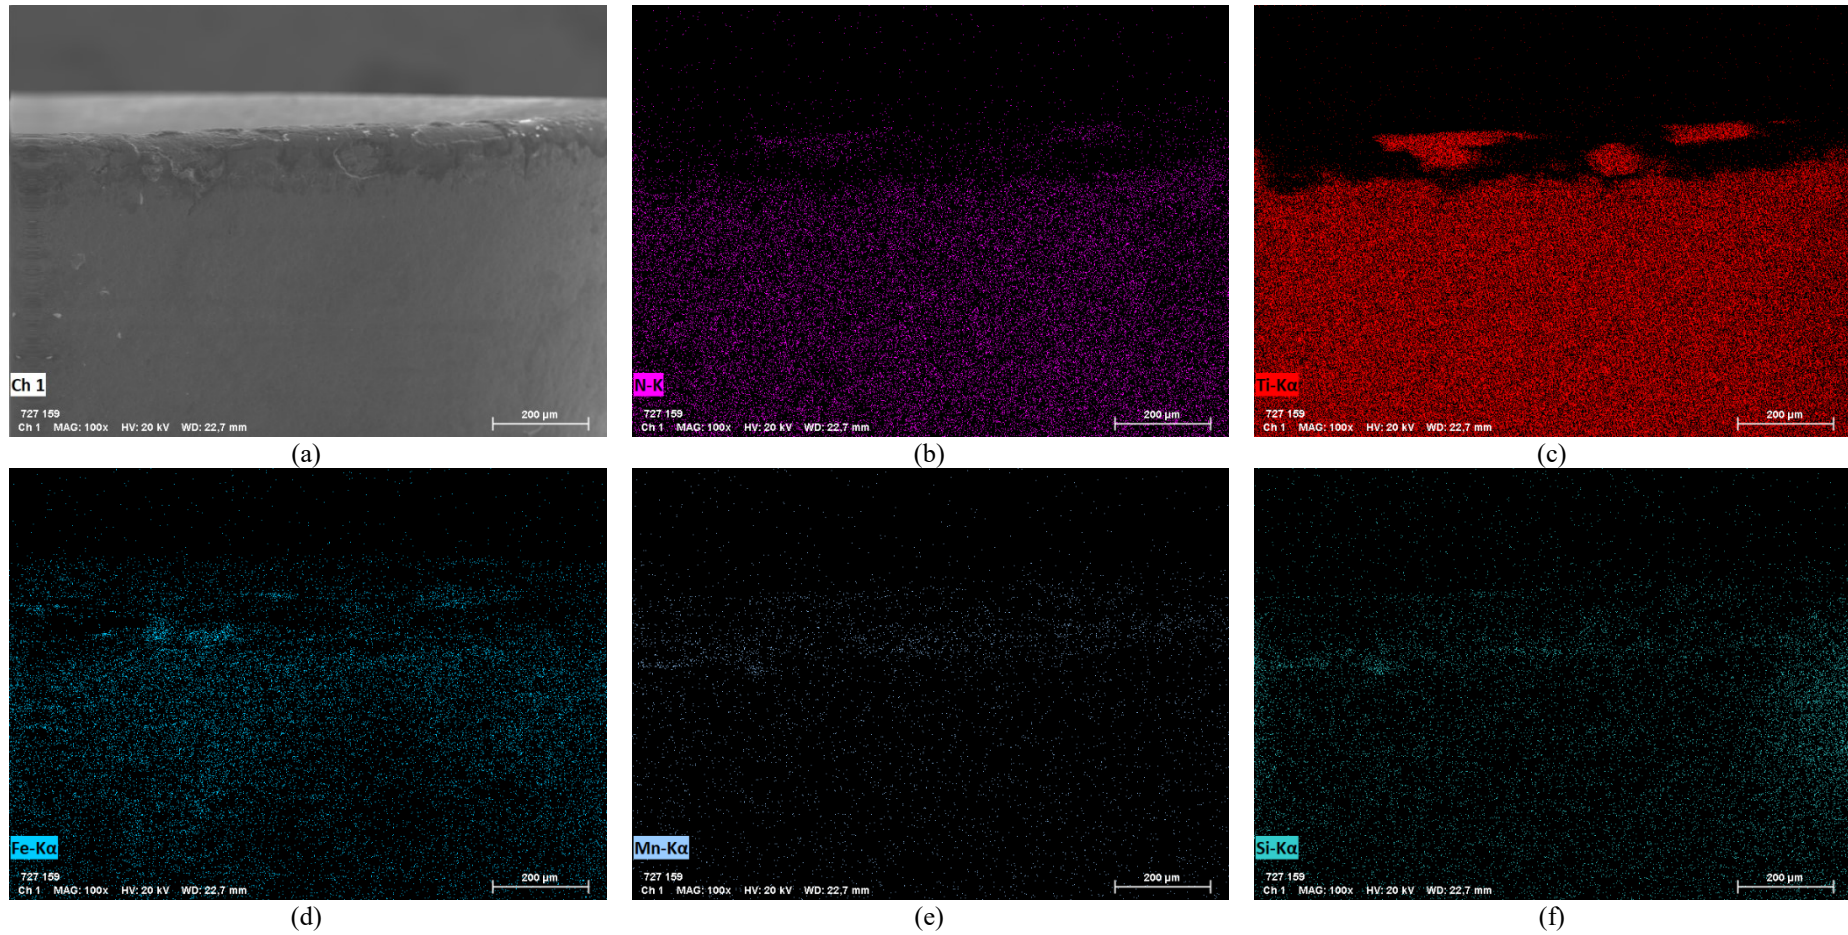 Ch 1
727 159
Ch 1 MAG: 100x HV: 20 kV WD: 22,7 mm
200 µm
(a)
N-K
727 159
Ch 1 MAG: 100x HV: 20 kV WD: 22,7 mm
200 µm
(b)
Ti-Kα
727 159
Ch 1 MAG: 100x HV: 20 kV WD: 22,7 mm
200 µm
(c)
Fe-Kα
727 159
Ch 1 MAG: 100x HV: 20 kV WD: 22,7 mm
200 µm
(d)
Mn-Kα
727 159
Ch 1 MAG: 100x HV: 20 kV WD: 22,7 mm
200 µm
(e)
Si-Kα
727 159
Ch 1 MAG: 100x HV: 20 kV WD: 22,7 mm
200 µm
(f)